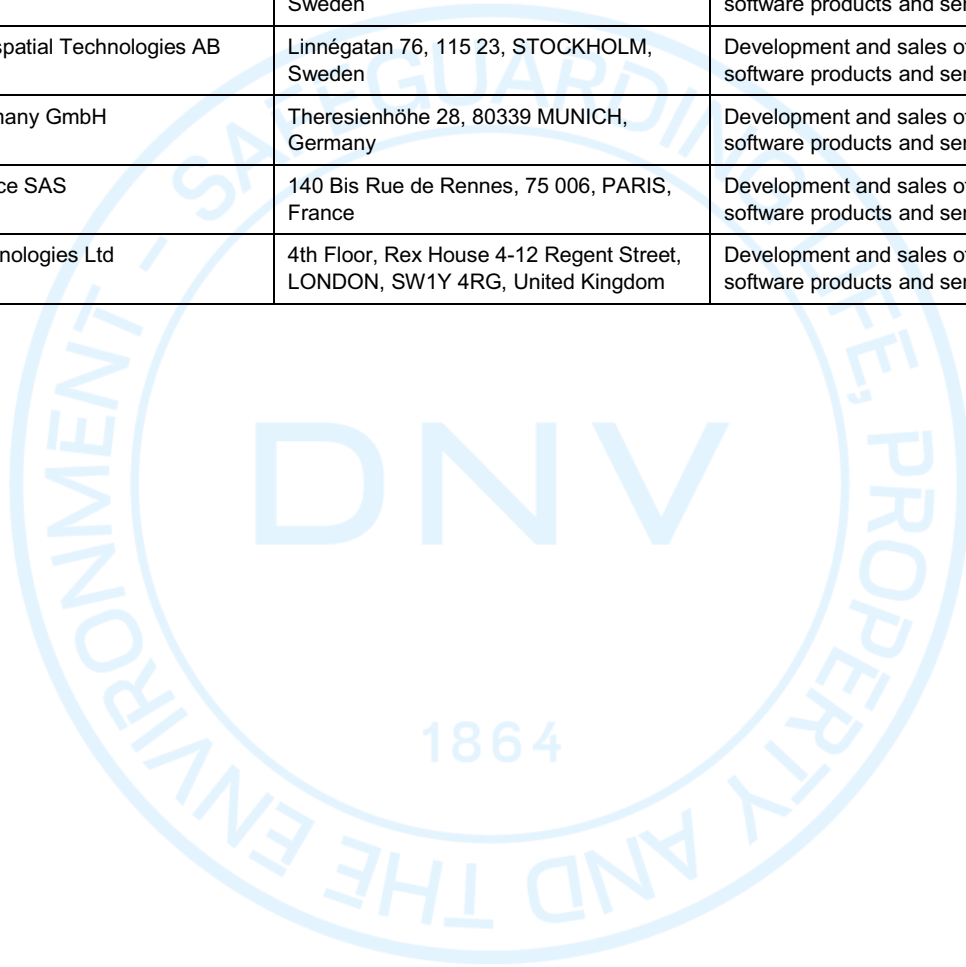 Sweden
software products and ser
spatial Technologies AB
Linnégatan 76, 115 23, STOCKHOLM,
Sweden
Development and sales of
software products and ser
many GmbH
Theresienhöhe 28, 80339 MUNICH,
Germany
Development and sales of
software products and ser
ce SAS
140 Bis Rue de Rennes, 75 006, PARIS,
France
Development and sales of
software products and ser
nologies Ltd
4th Floor, Rex House 4-12 Regent Street,
LONDON, SW1Y 4RG, United Kingdom
Development and sales of
software products and ser
SAFEGUARDING LIFE, PROPERTY AND THE ENVIRONMENT -
DNV
1864